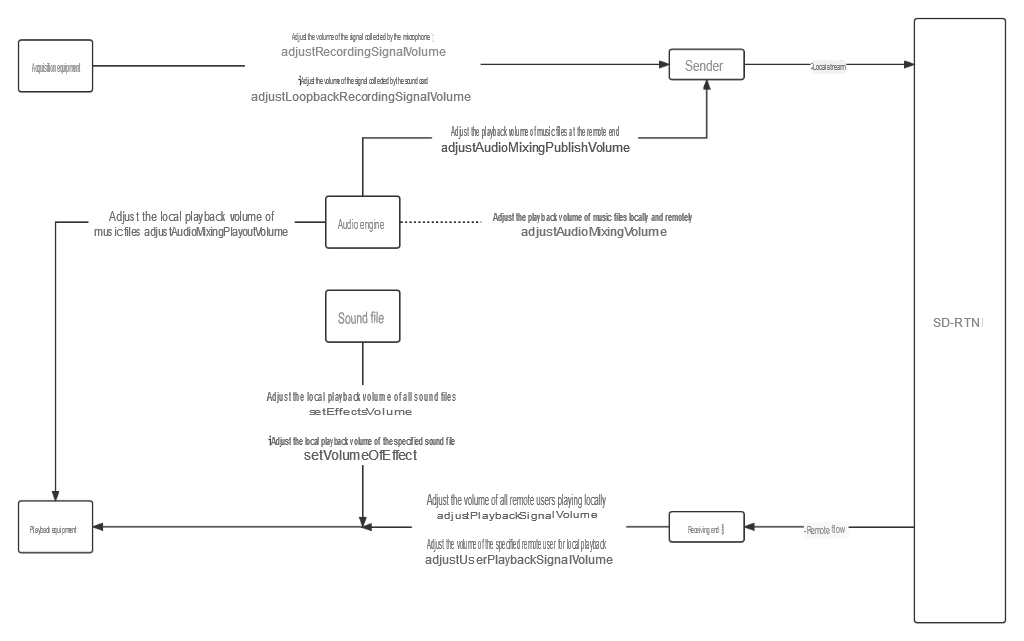 Adjust the volume of the signal collected by the microphone
adjustRecordingSignalVolume
Acquisition equipment
Sender
Local stream
Adjust the volume of the signal collected by the sound card
adjustLoopbackRecordingSignalVolume
Adjust the playback volume of music files at the remote end
adjustAudioMixingPublishVolume
Adjust the local playback volume of
music files adjustAudioMixingPlayoutVolume
Audio engine
Adjust the playback volume of music files locally and remotely
adjustAudioMixingVolume
Sound file
SD-RTN
Adjust the local playback volume of all sound files
setEffectsVolume
Adjust the local playback volume of the specified sound file
setVolumeOfEffect
Adjust the volume of all remote users playing locally
adjustPlaybackSignalVolume
Playback equipment
Receiving end
-Remote flow
Adjust the volume of the specified remote user for local playback
adjustUserPlaybackSignalVolume